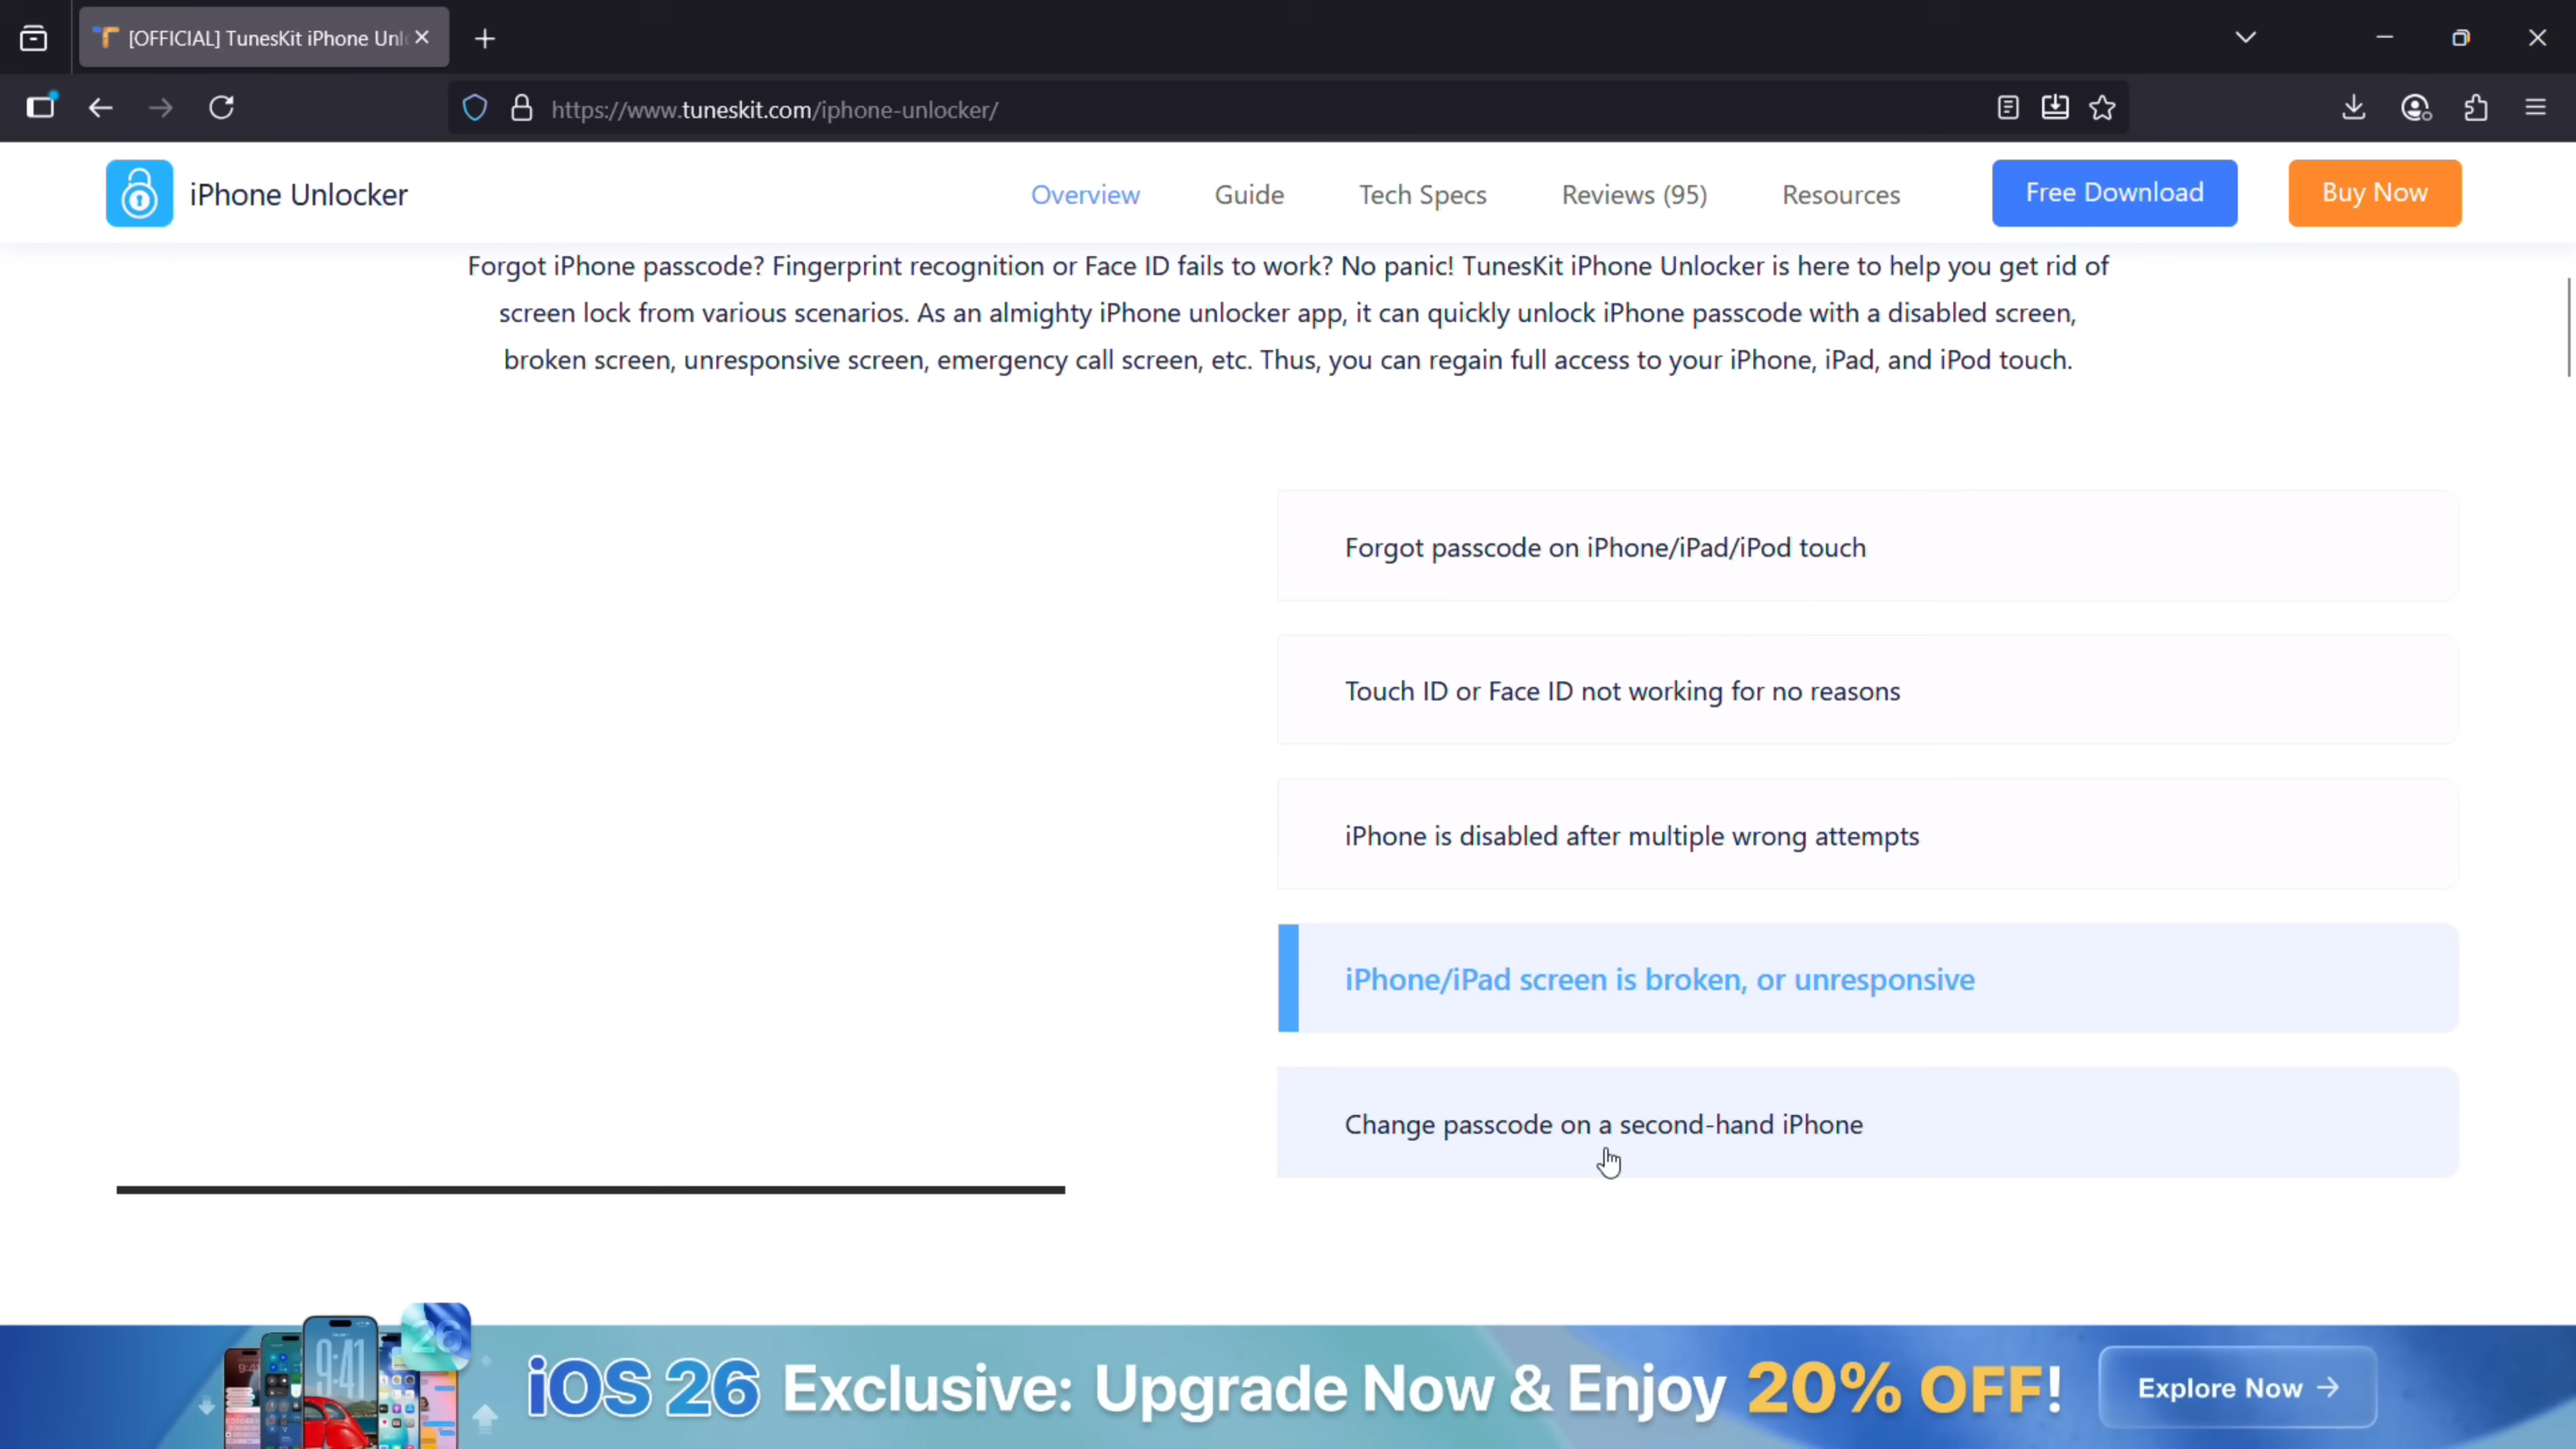 [OFFICIAL] TunesKit iPhone Unl
https://www.tuneskit.com/iphone-unlocker/
iPhone Unlocker
Overview
Guide
Tech Specs
Reviews (95)
Resources
Free Download
Buy Now
Forgot iPhone passcode? Fingerprint recognition or Face ID fails to work? No panic! TunesKit iPhone Unlocker is here to help you get rid of
screen lock from various scenarios. As an almighty iPhone unlocker app, it can quickly unlock iPhone passcode with a disabled screen,
broken screen, unresponsive screen, emergency call screen, etc. Thus, you can regain full access to your iPhone, iPad, and iPod touch.
Forgot passcode on iPhone/iPad/iPod touch
Touch ID or Face ID not working for no reasons
iPhone is disabled after multiple wrong attempts
iPhone/iPad screen is broken, or unresponsive
Change passcode on a second-hand iPhone
26
9:41
iOS 26 Exclusive: Upgrade Now & Enjoy 20% OFF!
Explore Now →